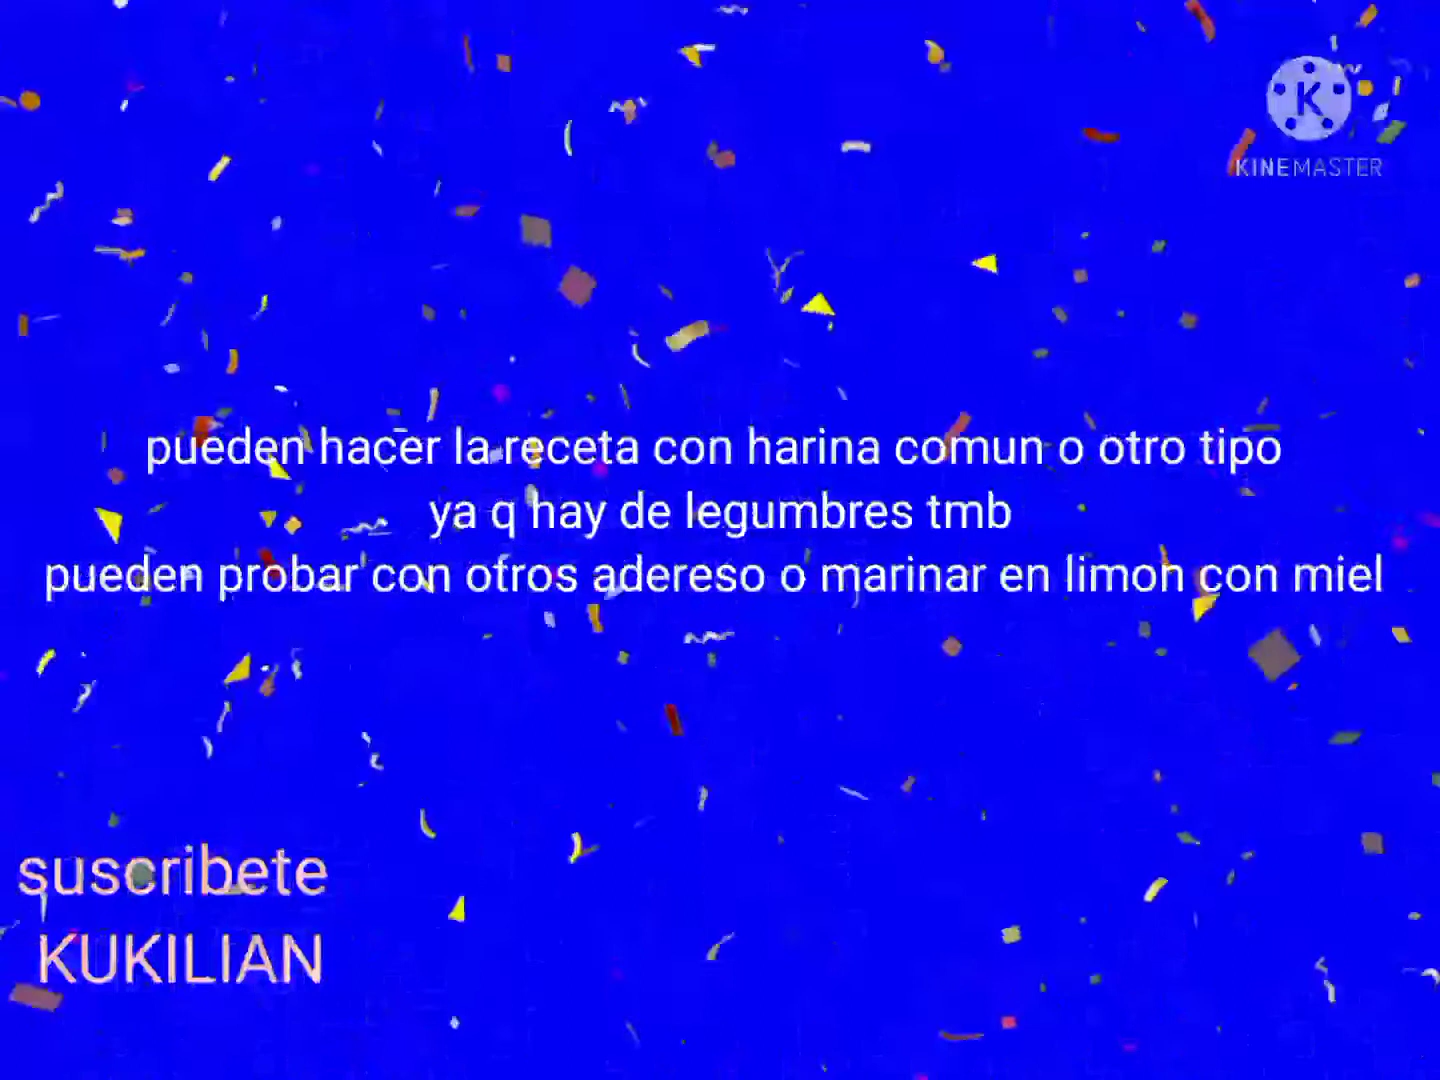 KINEMASTER
pueden hacer la receta con harina comun o otro tipo
ya q hay de legumbres tmb
pueden probar con otros adereso o marinar en limon con miel
suscribete
KUKILIAN